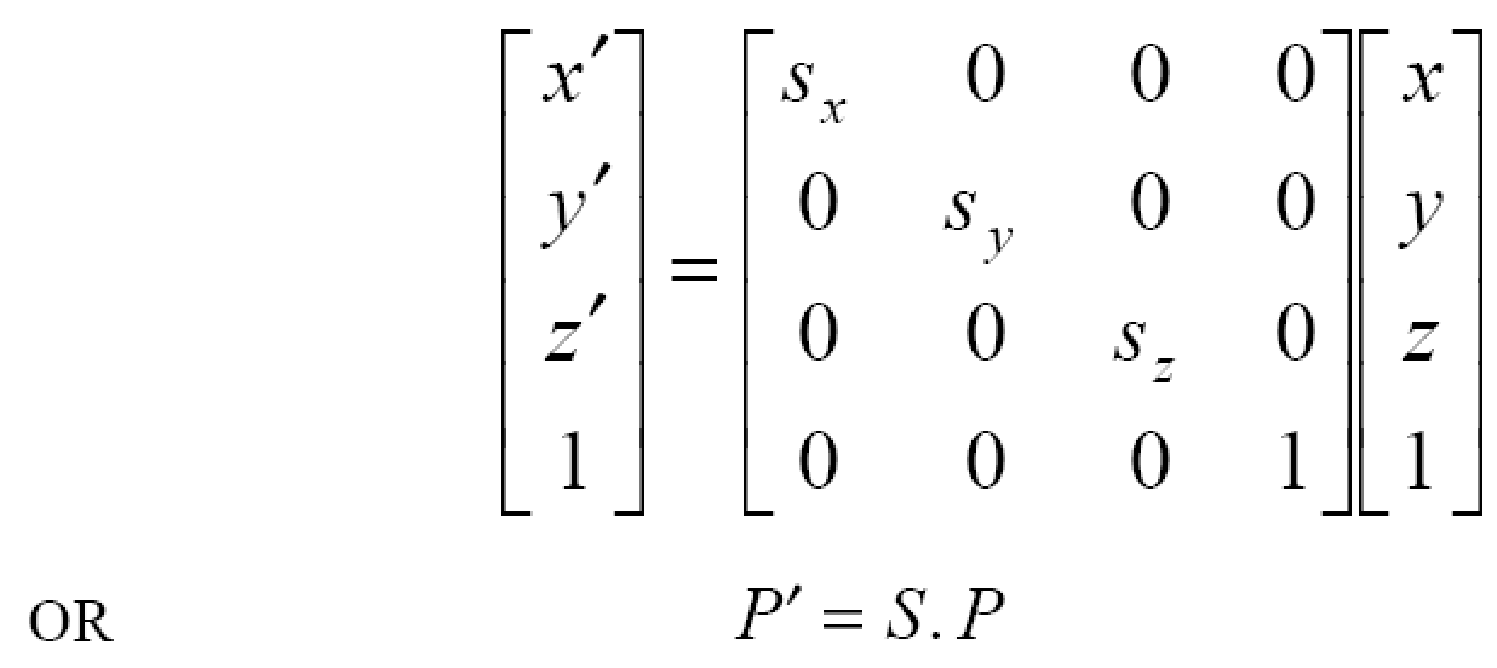 [x′] = [s_x 0 0 0][x]
[y′] = [0 s_y 0 0][y]
[z′] = [0 0 s_z 0][z]
[1] = [0 0 0 1][1]
OR P′ = S.P